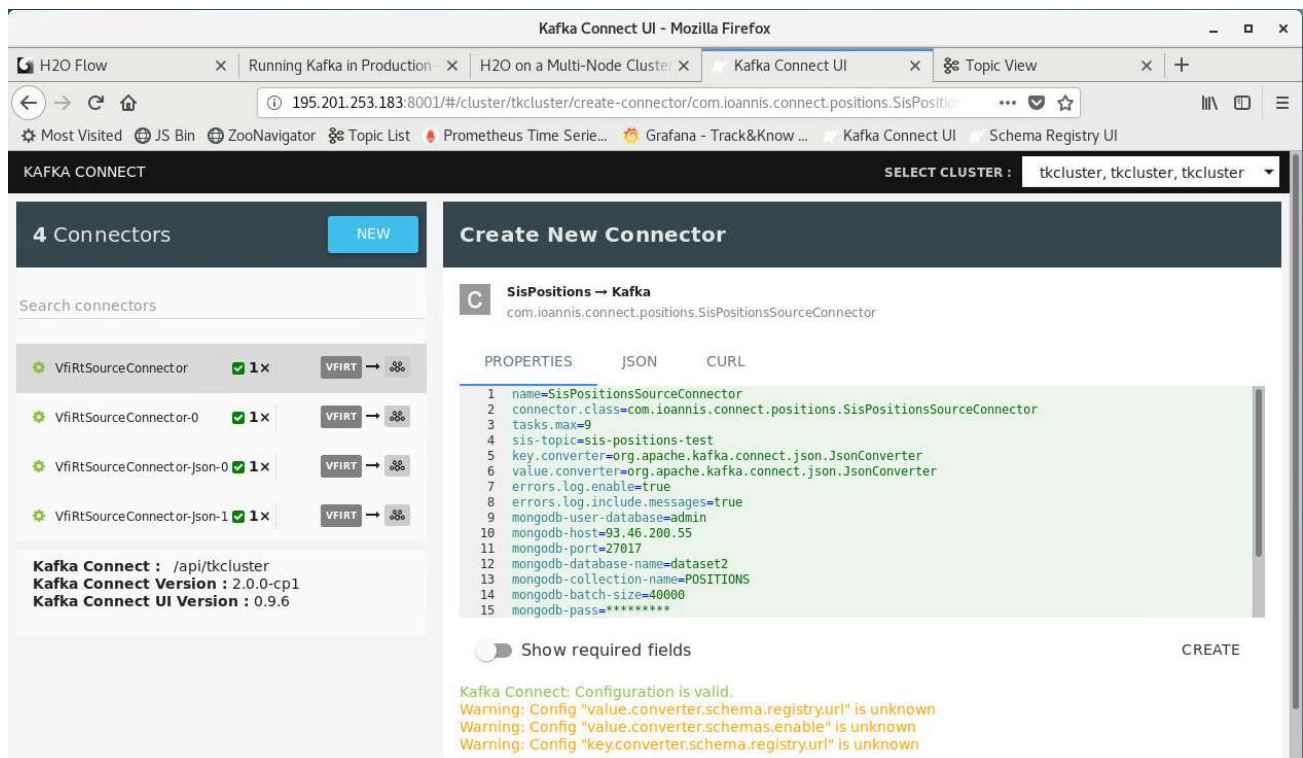 Kafka Connect UI - Mozilla Firefox
H2O Flow
Running Kafka in Production -
H2O on a Multi-Node Cluster
Kafka Connect UI
Topic View
195.201.253.183:8001/#/cluster/tkcluster/create-connector/com.ioannis.connect.positions.SisPositio
Most Visited
JS Bin
ZooNavigator
Topic List
Prometheus Time Serie...
Grafana - Track&Know ...
Kafka Connect UI
Schema Registry UI
KAFKA CONNECT
SELECT CLUSTER :
tkcluster, tkcluster, tkcluster
4 Connectors
NEW
Search connectors
VfiRtSourceConnector 1× VFIRT →
VfiRtSourceConnector-0 1× VFIRT →
VfiRtSourceConnector-Json-0 1× VFIRT →
VfiRtSourceConnector-Json-1 1× VFIRT →
Kafka Connect : /api/tkcluster
Kafka Connect Version : 2.0.0-cp1
Kafka Connect UI Version : 0.9.6
Create New Connector
C
SisPositions → Kafka
com.ioannis.connect.positions.SisPositionsSourceConnector
PROPERTIES JSON CURL
1 name=SisPositionsSourceConnector
2 connector.class=com.ioannis.connect.positions.SisPositionsSourceConnector
3 tasks.max=9
4 sis-topic=sis-positions-test
5 key.converter=org.apache.kafka.connect.json.JsonConverter
6 value.converter=org.apache.kafka.connect.json.JsonConverter
7 errors.log.enable=true
8 errors.log.include.messages=true
9 mongodb-user-database=admin
10 mongodb-host=93.46.200.55
11 mongodb-port=27017
12 mongodb-database-name=dataset2
13 mongodb-collection-name=POSITIONS
14 mongodb-batch-size=40000
15 mongodb-pass=*********
Show required fields
CREATE
Kafka Connect: Configuration is valid.
Warning: Config "value.converter.schema.registry.url" is unknown
Warning: Config "value.converter.schemas.enable" is unknown
Warning: Config "key.converter.schema.registry.url" is unknown